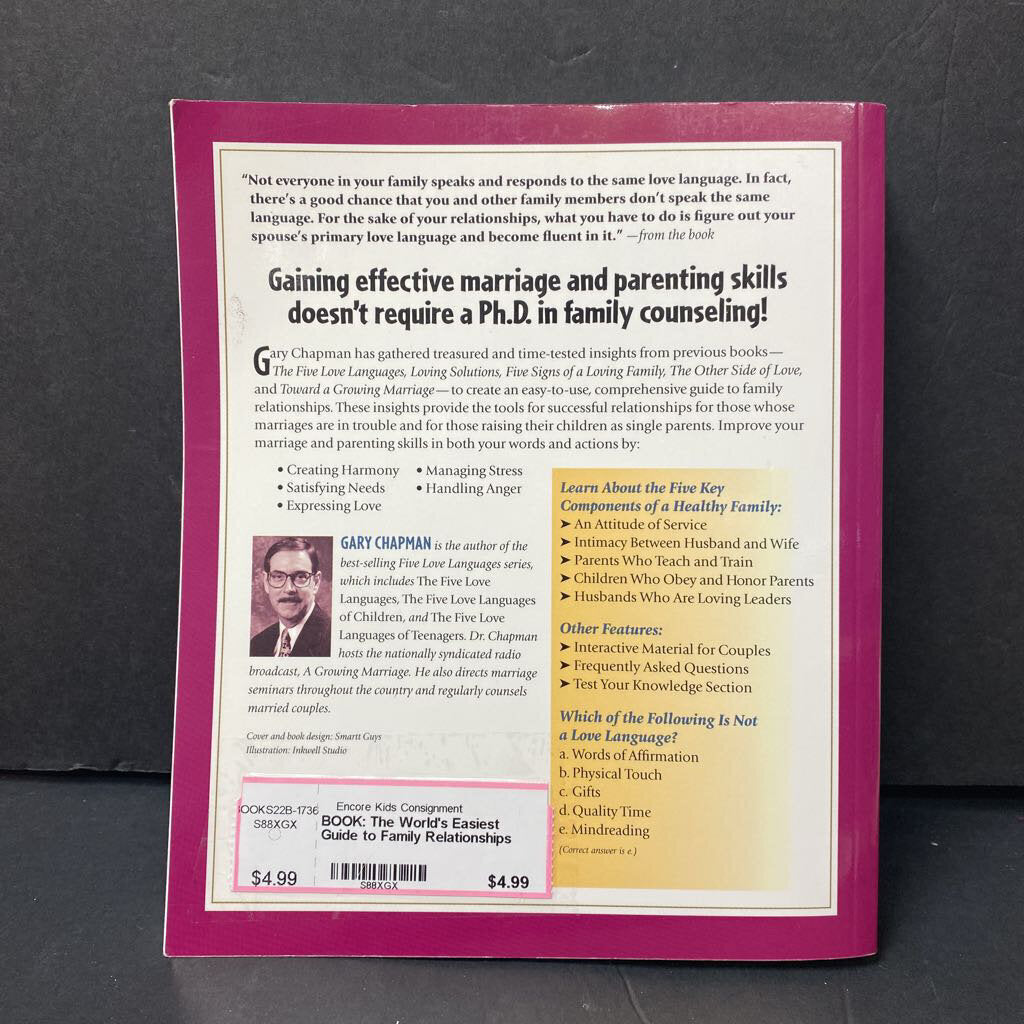 “Not everyone in your family speaks and responds to the same love language. In fact,
there’s a good chance that you and other family members don’t speak the same
language. For the sake of your relationships, what you have to do is figure out your
spouse’s primary love language and become fluent in it.” —from the book
Gaining effective marriage and parenting skills
doesn’t require a Ph.D. in family counseling!
Gary Chapman has gathered treasured and time-tested insights from previous books—
The Five Love Languages, Loving Solutions, Five Signs of a Loving Family, The Other Side of Love,
and Toward a Growing Marriage—to create an easy-to-use, comprehensive guide to family
relationships. These insights provide the tools for successful relationships for those whose
marriages are in trouble and for those raising their children as single parents. Improve your
marriage and parenting skills in both your words and actions by:
• Creating Harmony
• Satisfying Needs
• Expressing Love
• Managing Stress
• Handling Anger
GARY CHAPMAN is the author of the
best-selling Five Love Languages series,
which includes The Five Love
Languages, The Five Love Languages
of Children, and The Five Love
Languages of Teenagers. Dr. Chapman
hosts the nationally syndicated radio
broadcast, A Growing Marriage. He also directs marriage
seminars throughout the country and regularly counsels
married couples.
Cover and book design: Smartt Guys
Illustration: Inkwell Studio
Learn About the Five Key
Components of a Healthy Family:
➤ An Attitude of Service
➤ Intimacy Between Husband and Wife
➤ Parents Who Teach and Train
➤ Children Who Obey and Honor Parents
➤ Husbands Who Are Loving Leaders
Other Features:
➤ Interactive Material for Couples
➤ Frequently Asked Questions
➤ Test Your Knowledge Section
Which of the Following Is Not
a Love Language?
a. Words of Affirmation
b. Physical Touch
c. Gifts
d. Quality Time
e. Mindreading
(Correct answer is e.)
OOKS22B-1736
S88XGX
$4.99
Encore Kids Consignment
BOOK: The World's Easiest
Guide to Family Relationships
S88XGX
$4.99